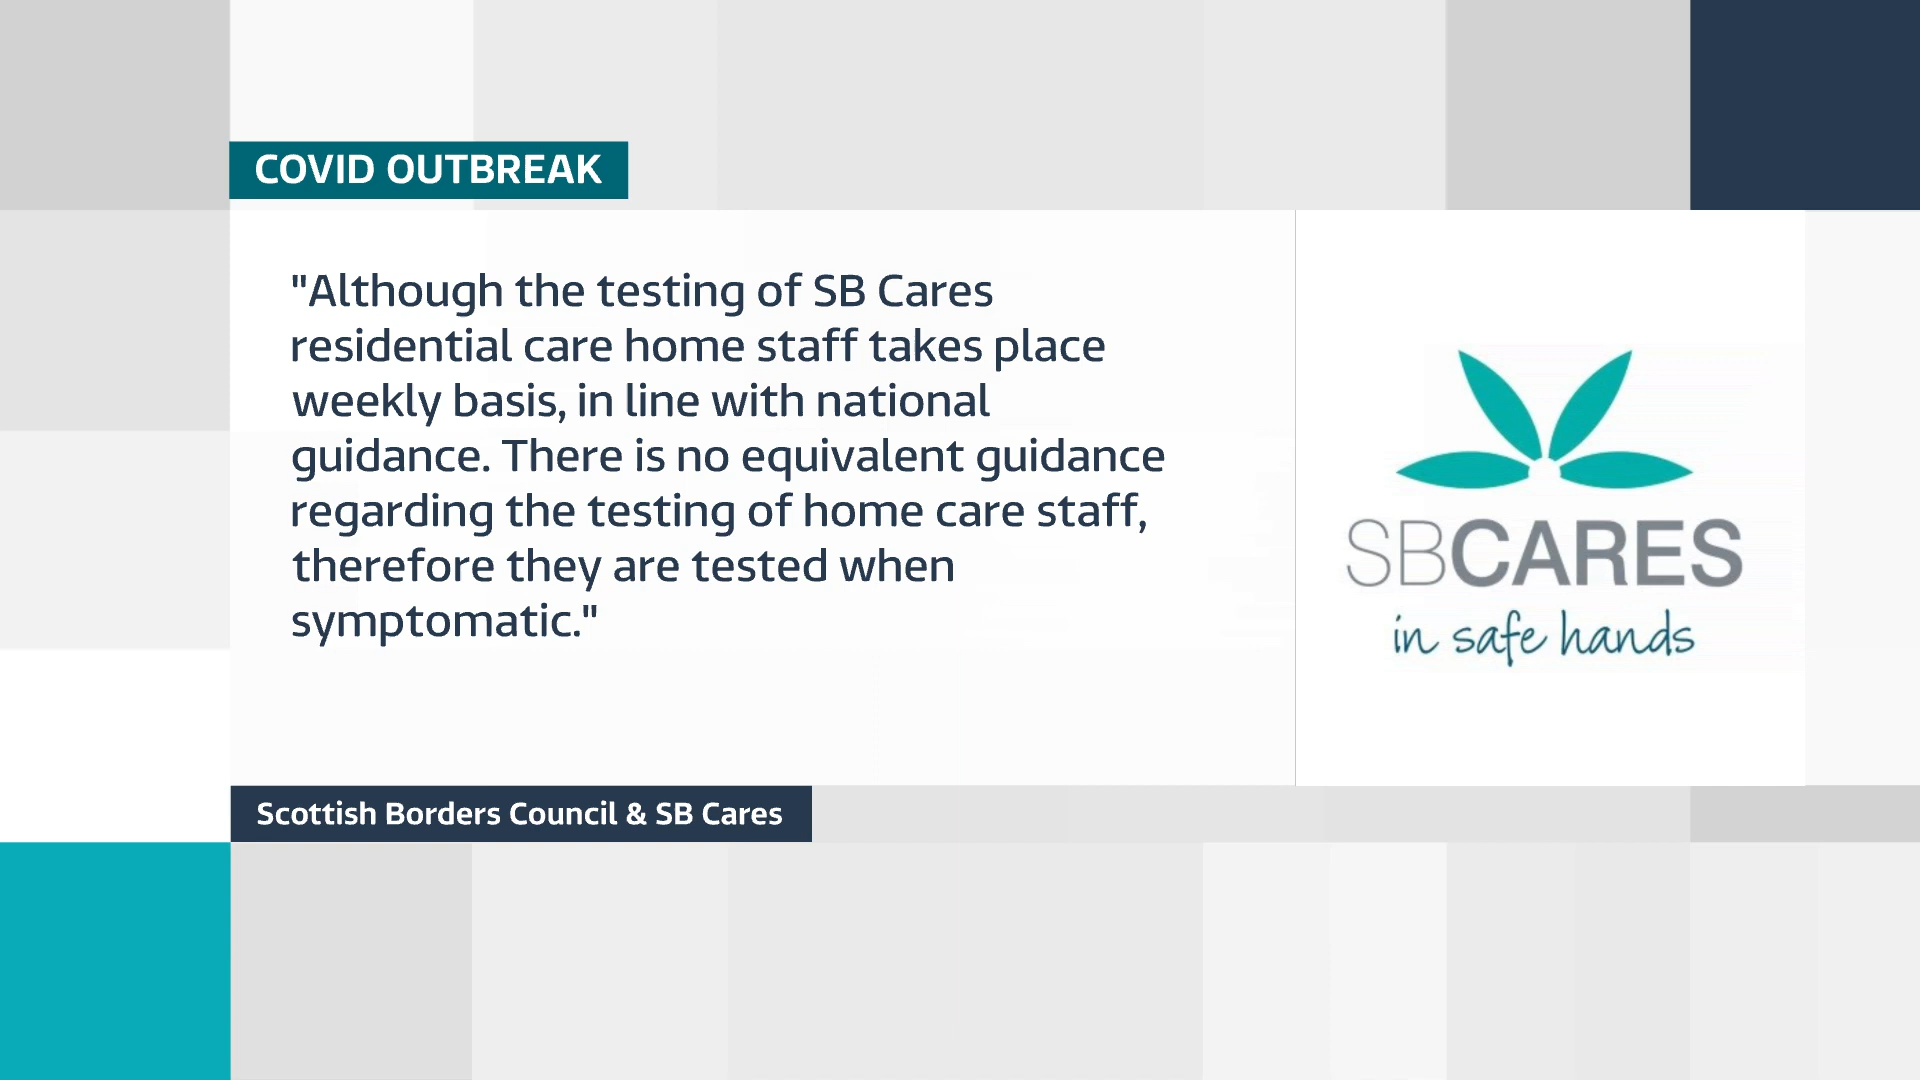 COVID OUTBREAK
"Although the testing of SB Cares
residential care home staff takes place
weekly basis, in line with national
guidance. There is no equivalent guidance
regarding the testing of home care staff,
therefore they are tested when
symptomatic."
SBCARES
in safe hands
Scottish Borders Council & SB Cares